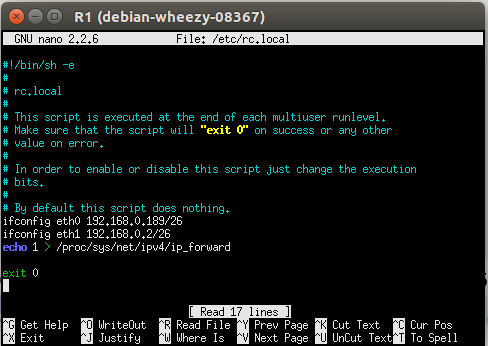 R1 (debian-wheezy-08367)
GNU nano 2.2.6 File: /etc/rc.local
#!/bin/sh -e
#
# rc.local
#
# This script is executed at the end of each multiuser runlevel.
# Make sure that the script will "exit 0" on success or any other
# value on error.
#
# In order to enable or disable this script just change the execution
# bits.
#
# By default this script does nothing.
ifconfig eth0 192.168.0.189/26
ifconfig eth1 192.168.0.2/26
echo 1 > /proc/sys/net/ipv4/ip_forward
exit 0
[ Read 17 lines ]
^G Get Help ^O WriteOut ^R Read File ^Y Prev Page ^K Cut Text ^C Cur Pos
^X Exit ^J Justify ^W Where Is ^V Next Page ^U UnCut Text ^T To Spell